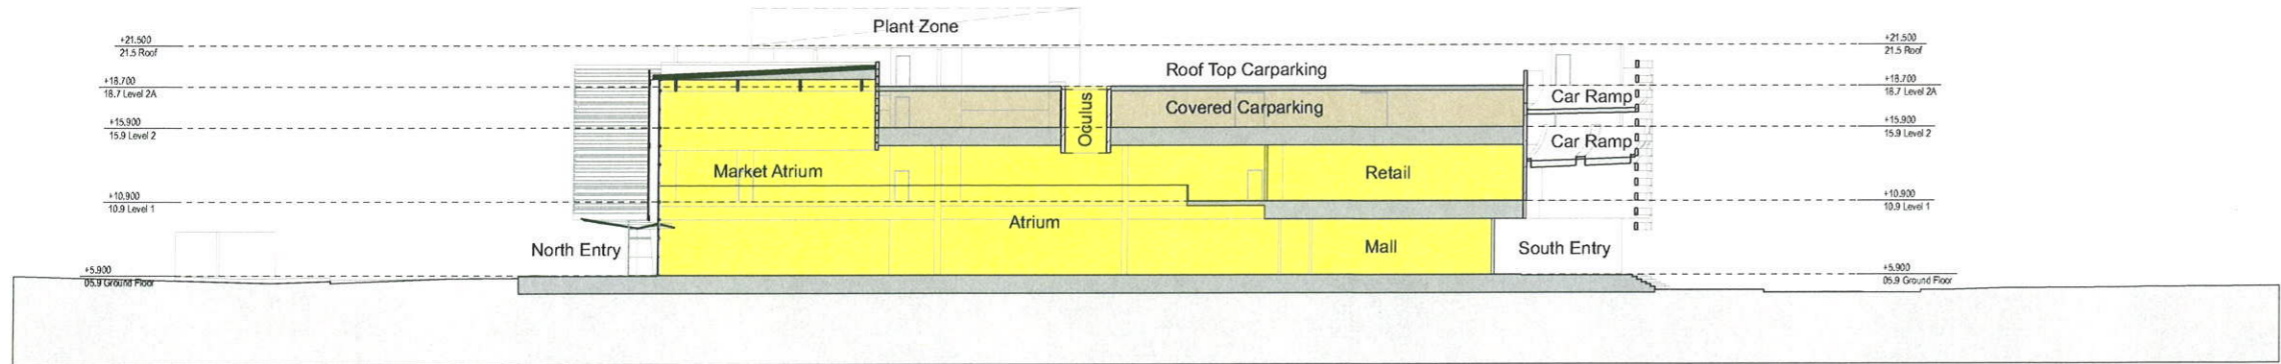 Plant Zone
+21.500
21.5 Roof
+21.500
21.5 Roof
Roof Top Carparking
+18.700
18.7 Level 2A
+18.700
18.7 Level 2A
Car Ramp
Covered Carparking
Oculus
+15.900
15.9 Level 2
+15.900
15.9 Level 2
Car Ramp
Market Atrium
Retail
+10.900
10.9 Level 1
+10.900
10.9 Level 1
Atrium
North Entry
Mall
South Entry
+5.900
05.9 Ground Floor
+5.900
05.9 Ground Floor